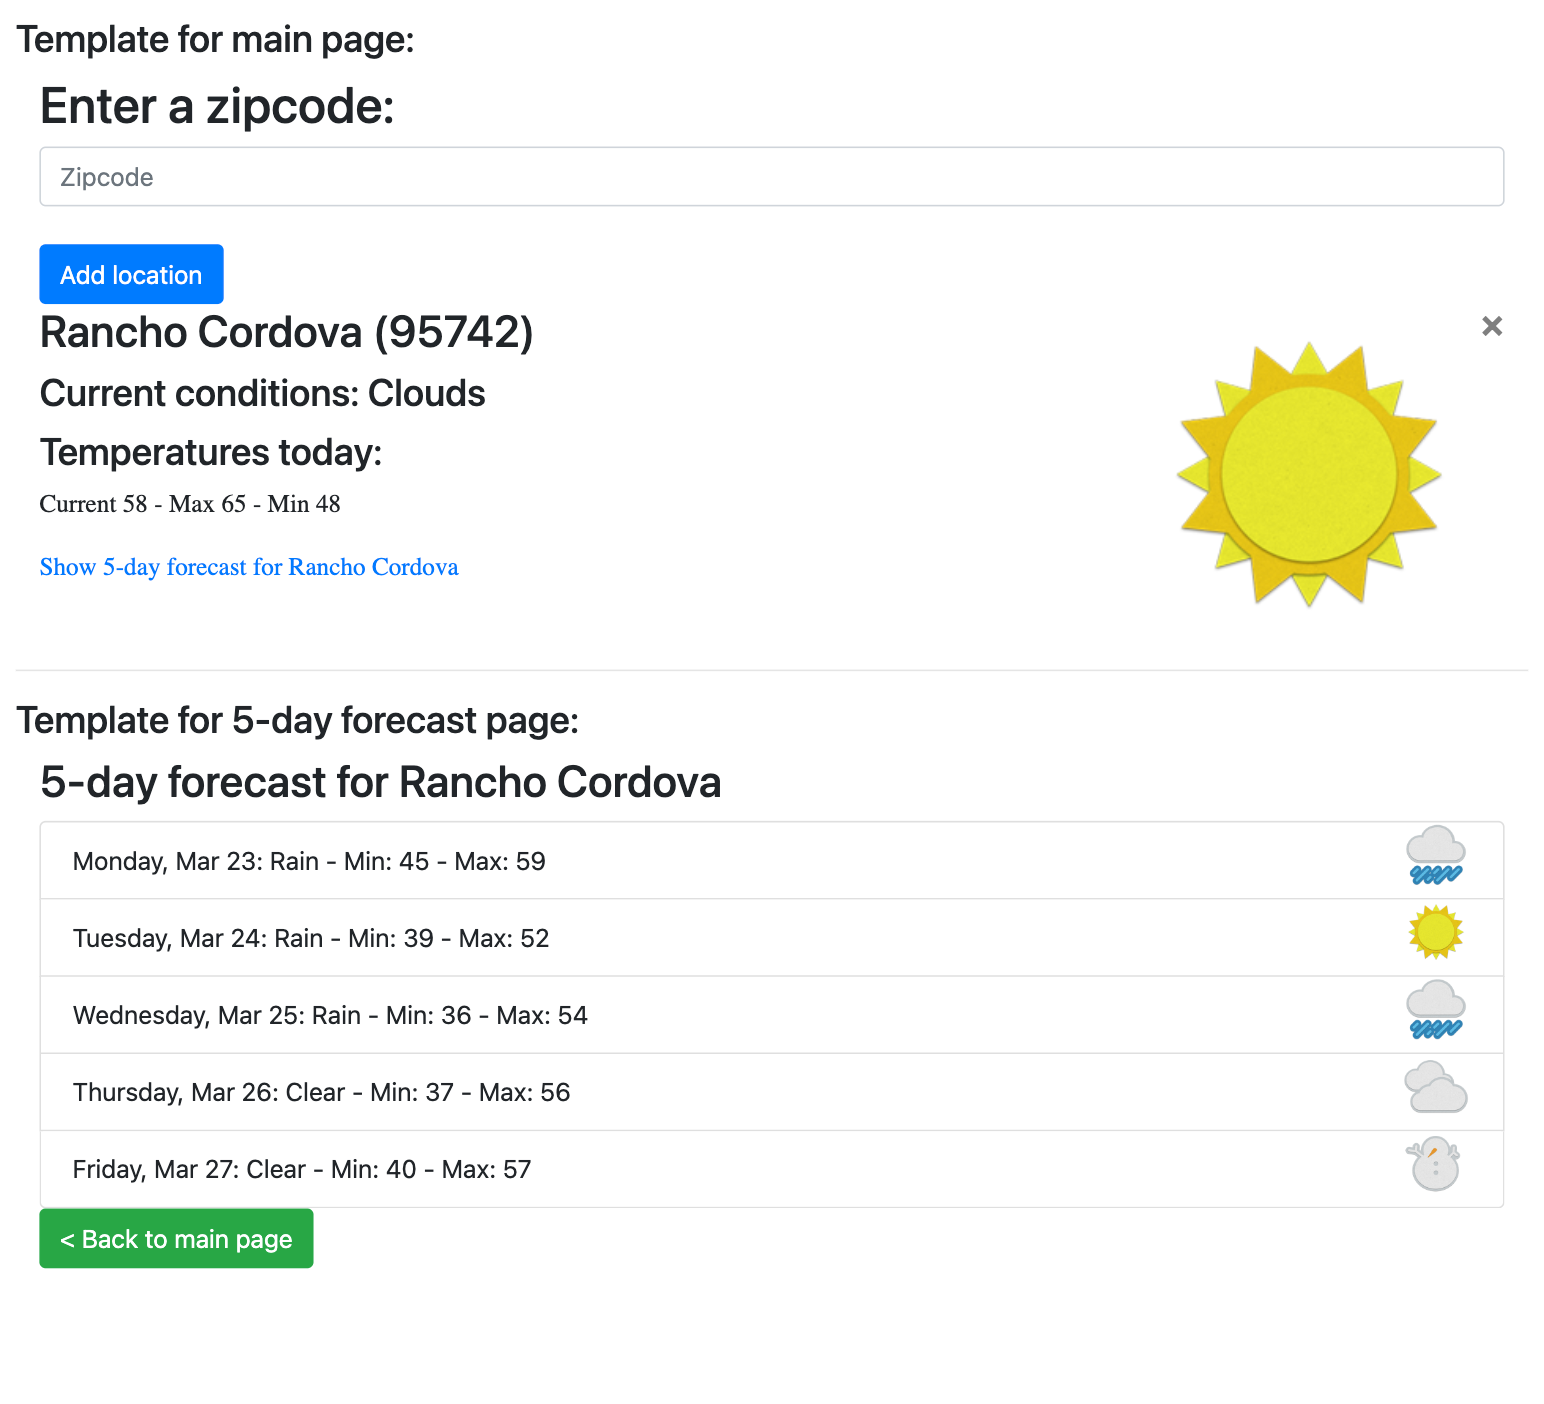 Template for main page:
Enter a zipcode:
Zipcode
Add location
Rancho Cordova (95742)
×
Current conditions: Clouds
Temperatures today:
Current 58 - Max 65 - Min 48
Show 5-day forecast for Rancho Cordova
Template for 5-day forecast page:
5-day forecast for Rancho Cordova
Monday, Mar 23: Rain - Min: 45 - Max: 59
Tuesday, Mar 24: Rain - Min: 39 - Max: 52
Wednesday, Mar 25: Rain - Min: 36 - Max: 54
Thursday, Mar 26: Clear - Min: 37 - Max: 56
Friday, Mar 27: Clear - Min: 40 - Max: 57
< Back to main page